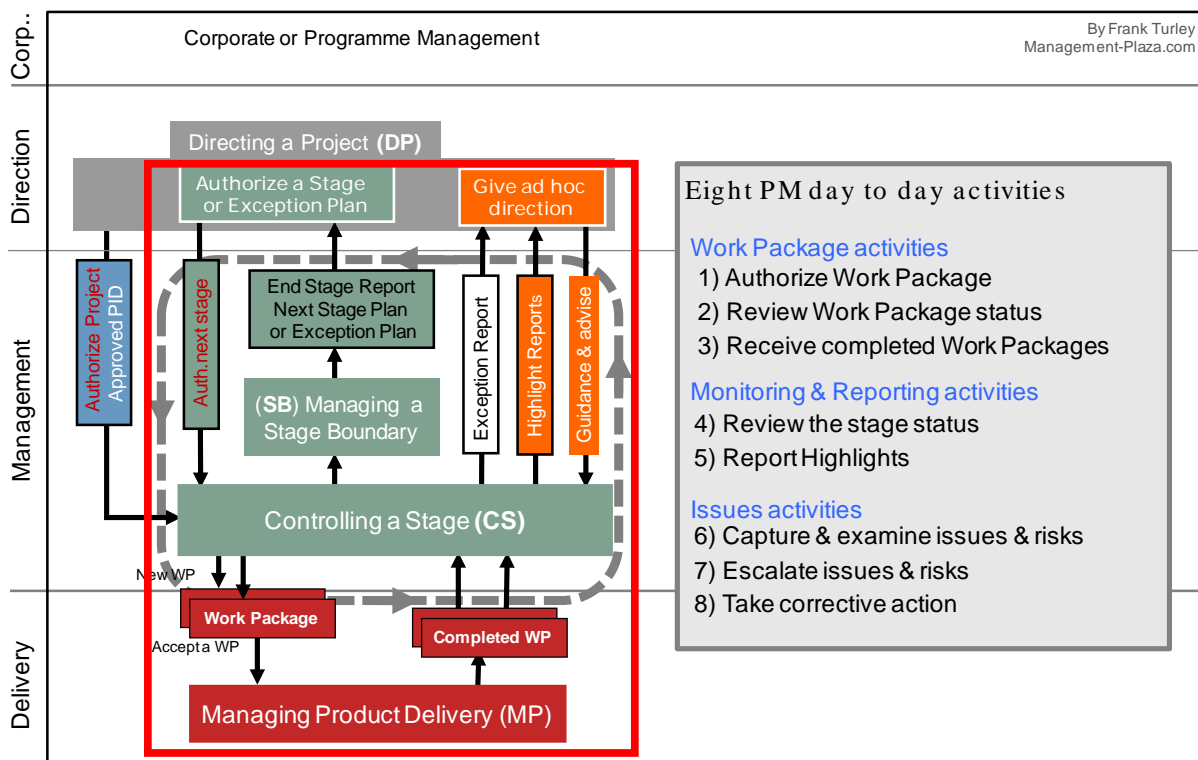 Corp..
Corporate or Programme Management
By Frank Turley
Management-Plaza.com
Direction
Directing a Project (DP)
Authorize a Stage
or Exception Plan
Give ad hoc
direction
Management
Authorize Project
Approved PID
Auth.next stage
End Stage Report
Next Stage Plan
or Exception Plan
Exception Report
Highlight Reports
Guidance & advise
(SB) Managing a
Stage Boundary
Controlling a Stage (CS)
New WP
Delivery
Work Package
Accept a WP
Completed WP
Managing Product Delivery (MP)
Eight PM day to day activities
Work Package activities
1) Authorize Work Package
2) Review Work Package status
3) Receive completed Work Packages
Monitoring & Reporting activities
4) Review the stage status
5) Report Highlights
Issues activities
6) Capture & examine issues & risks
7) Escalate issues & risks
8) Take corrective action